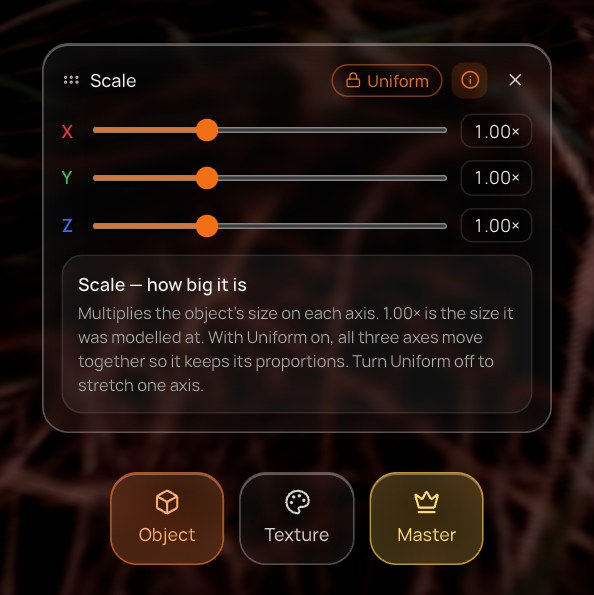 Scale
Uniform
X
1.00×
Y
1.00×
Z
1.00×
Scale — how big it is
Multiplies the object's size on each axis. 1.00× is the size it
was modelled at. With Uniform on, all three axes move
together so it keeps its proportions. Turn Uniform off to
stretch one axis.
Object
Texture
Master